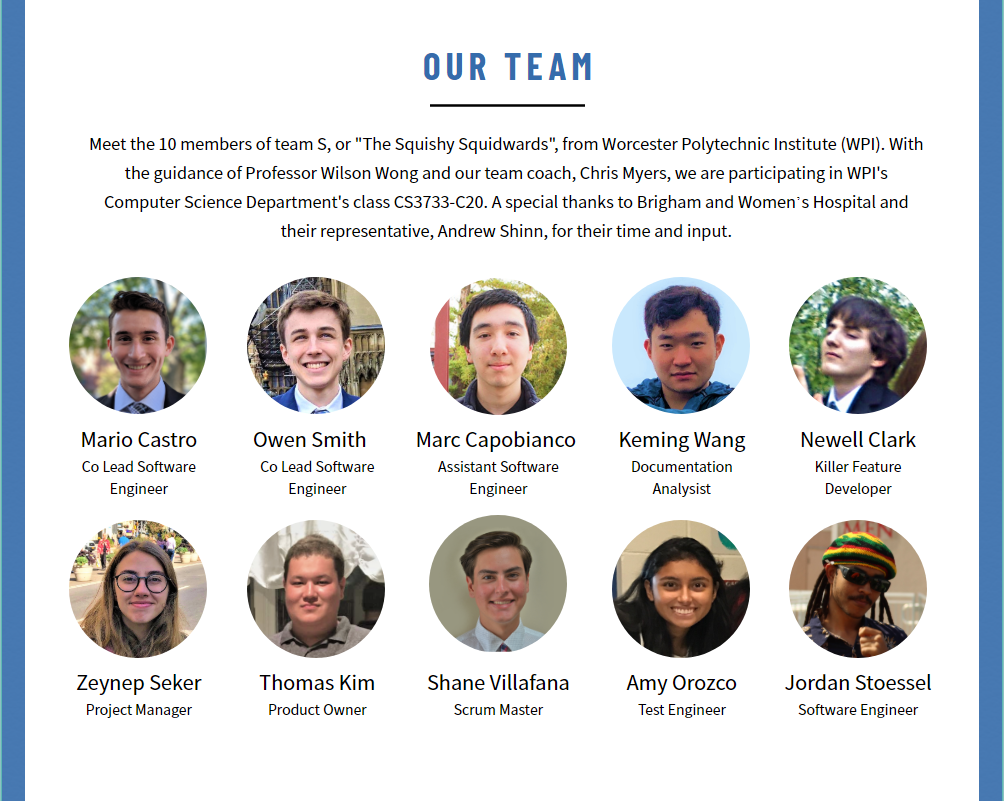 OUR TEAM
Meet the 10 members of team S, or "The Squishy Squidwards", from Worcester Polytechnic Institute (WPI). With
the guidance of Professor Wilson Wong and our team coach, Chris Myers, we are participating in WPI's
Computer Science Department's class CS3733-C20. A special thanks to Brigham and Women`s Hospital and
their representative, Andrew Shinn, for their time and input.
Mario Castro Owen Smith Marc Capobianco Keming Wang Newell Clark
Co Lead Software Co Lead Software Assistant Software Documentation Killer Feature
Engineer Engineer Engineer Analysist Developer
Zeynep Seker Thomas Kim Shane Villafana Amy Orozco Jordan Stoessel
Project Manager Product Owner Scrum Master Test Engineer Software Engineer